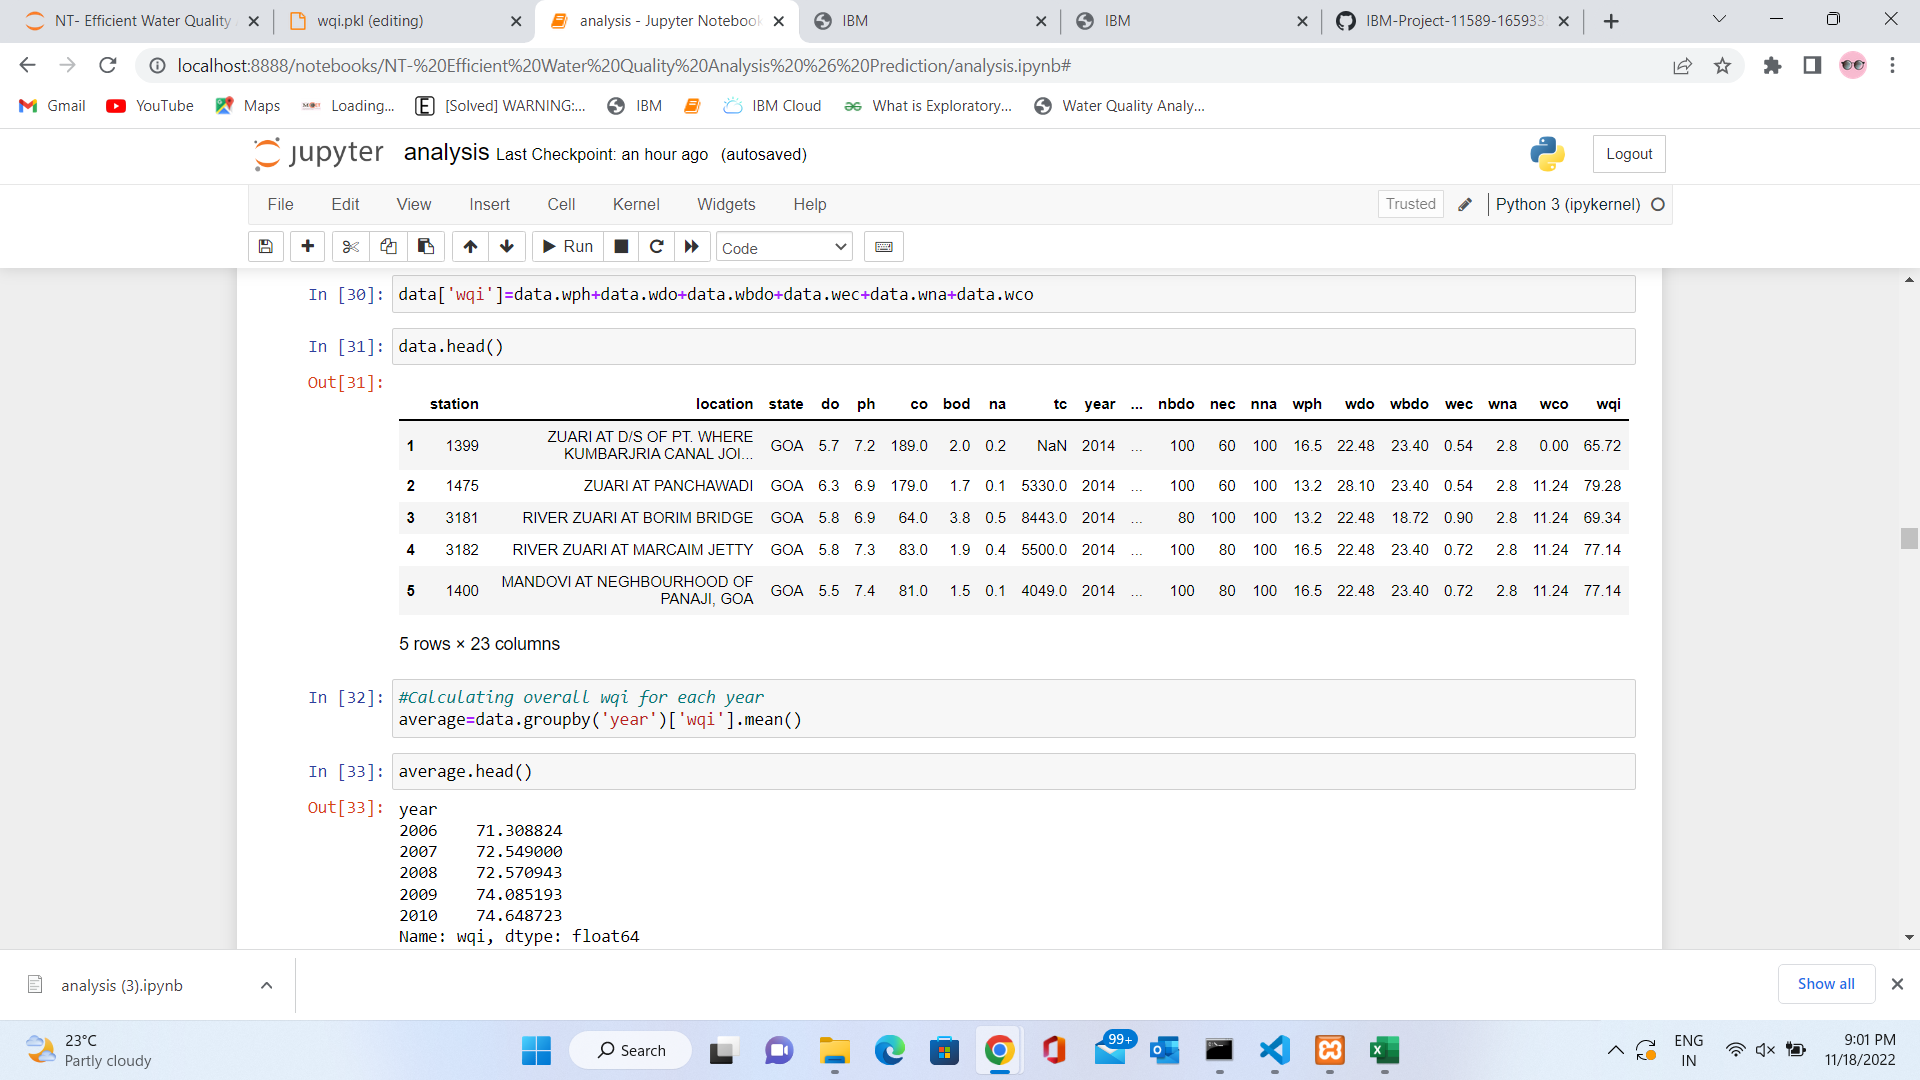 NT- Efficient Water Quality
wqi.pkl (editing)
analysis - Jupyter Notebook
IBM
IBM
IBM-Project-11589-165933
localhost:8888/notebooks/NT-%20Efficient%20Water%20Quality%20Analysis%20%26%20Prediction/analysis.ipynb#
Gmail
YouTube
Maps
Loading...
[Solved] WARNING:...
IBM
IBM Cloud
What is Exploratory...
Water Quality Analy...
jupyter analysis Last Checkpoint: an hour ago (autosaved)
Logout
File Edit View Insert Cell Kernel Widgets Help
Trusted
Python 3 (ipykernel)
Run
Code
In [30]: data['wqi']=data.wph+data.wdo+data.wbdo+data.wec+data.wna+data.wco
In [31]: data.head()
Out[31]:
station location state do ph co bod na tc year ... nbdo nec nna wph wdo wbdo wec wna wco wqi
1 1399 ZUARI AT D/S OF PT. WHERE KUMBARJRIA CANAL JOI... GOA 5.7 7.2 189.0 2.0 0.2 NaN 2014 ... 100 60 100 16.5 22.48 23.40 0.54 2.8 0.00 65.72
2 1475 ZUARI AT PANCHAWADI GOA 6.3 6.9 179.0 1.7 0.1 5330.0 2014 ... 100 60 100 13.2 28.10 23.40 0.54 2.8 11.24 79.28
3 3181 RIVER ZUARI AT BORIM BRIDGE GOA 5.8 6.9 64.0 3.8 0.5 8443.0 2014 ... 80 100 100 13.2 22.48 18.72 0.90 2.8 11.24 69.34
4 3182 RIVER ZUARI AT MARCAIM JETTY GOA 5.8 7.3 83.0 1.9 0.4 5500.0 2014 ... 100 80 100 16.5 22.48 23.40 0.72 2.8 11.24 77.14
5 1400 MANDOVI AT NEGHBOURHOOD OF PANAJI, GOA GOA 5.5 7.4 81.0 1.5 0.1 4049.0 2014 ... 100 80 100 16.5 22.48 23.40 0.72 2.8 11.24 77.14
5 rows × 23 columns
In [32]: #Calculating overall wqi for each year
average=data.groupby('year')['wqi'].mean()
In [33]: average.head()
Out[33]: year
2006 71.308824
2007 72.549000
2008 72.570943
2009 74.085193
2010 74.648723
Name: wqi, dtype: float64
analysis (3).ipynb
Show all
23°C
Partly cloudy
Search
99+
ENG
IN
9:01 PM
11/18/2022